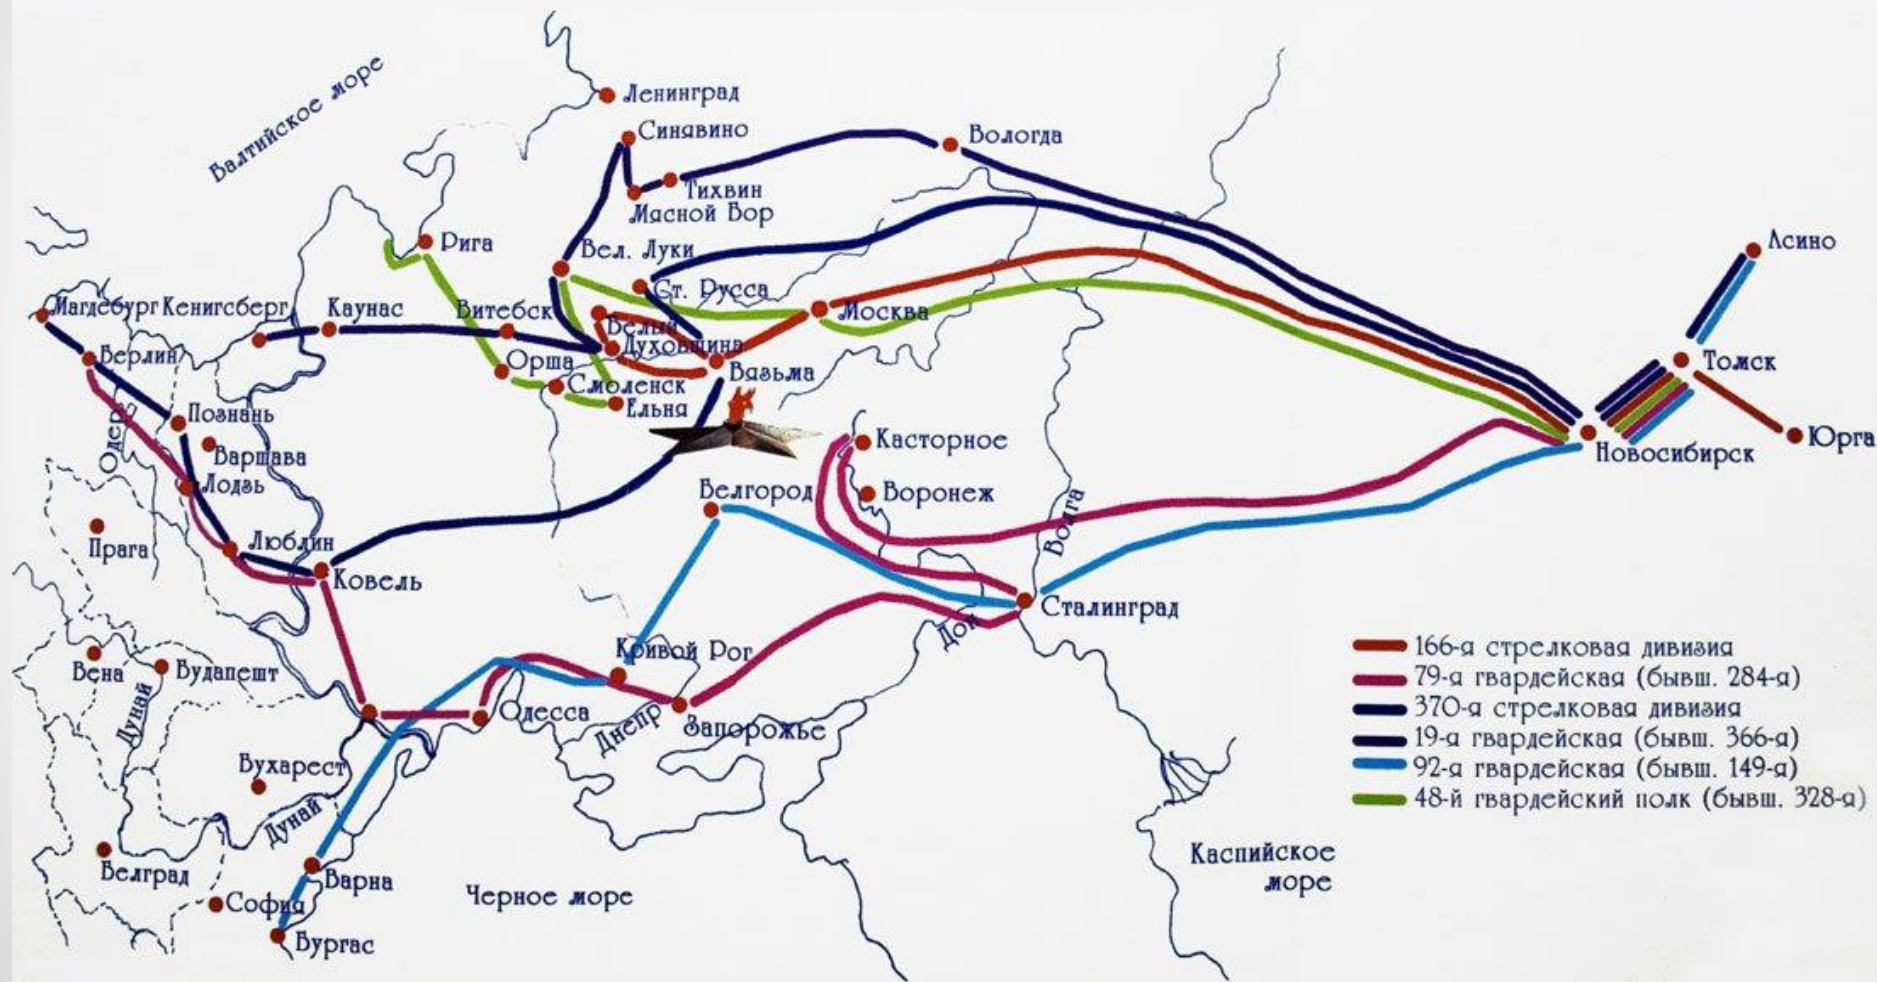 Балтийское море
Ленинград
Синявино
Вологда
Тихвин
Мясной Бор
Рига
Вел. Луки
Асино
Ст. Русса
Магдебург
Кенигсберг
Каунас
Витебск
Белый
Москва
Духовщина
Берлин
Орша
Вязьма
Томск
Смоленск
Ельня
Познань
Одер
Варшава
Касторное
Юрга
Новосибирск
Лодзь
Белгород
Воронеж
Волга
Прага
Люблин
Ковель
Сталинград
Дон
Кривой Рог
Вена
Будапешт
Дунай
Одесса
Днепр
Запорожье
Бухарест
Дунай
Белград
Варна
София
Бургас
Черное море
Каспийское
море
166-я стрелковая дивизия
79-я гвардейская (бывш. 284-я)
370-я стрелковая дивизия
19-я гвардейская (бывш. 366-я)
92-я гвардейская (бывш. 149-я)
48-й гвардейский полк (бывш. 328-я)